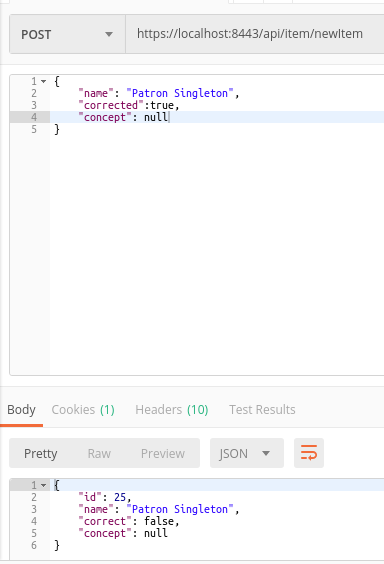 POST https://localhost:8443/api/item/newItem
1 {
2 "name": "Patron Singleton",
3 "corrected":true,
4 "concept": null
5 }
Body Cookies (1) Headers (10) Test Results
Pretty Raw Preview JSON
1 {
2 "id": 25,
3 "name": "Patron Singleton",
4 "correct": false,
5 "concept": null
6 }